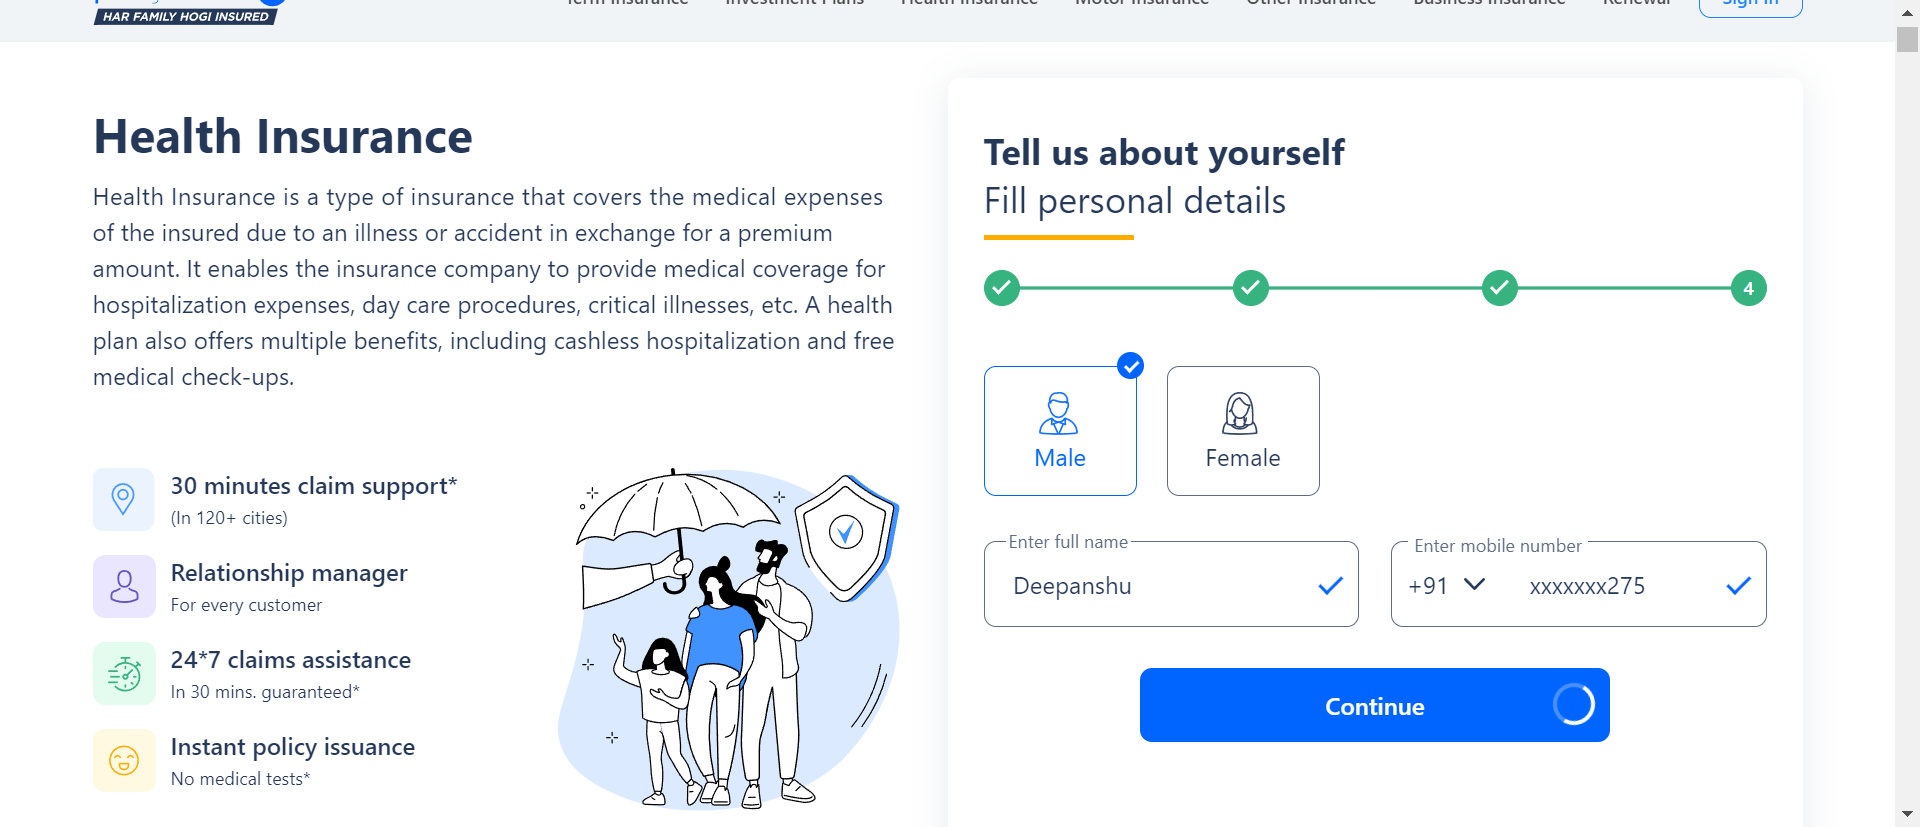 HAR FAMILY HOGI INSURED
Term Insurance Investment Plans Health Insurance Motor Insurance Other Insurance Business Insurance Renewal Sign In
Health Insurance
Health Insurance is a type of insurance that covers the medical expenses
of the insured due to an illness or accident in exchange for a premium
amount. It enables the insurance company to provide medical coverage for
hospitalization expenses, day care procedures, critical illnesses, etc. A health
plan also offers multiple benefits, including cashless hospitalization and free
medical check-ups.
30 minutes claim support*
(In 120+ cities)
Relationship manager
For every customer
24*7 claims assistance
In 30 mins. guaranteed*
Instant policy issuance
No medical tests*
Tell us about yourself
Fill personal details
4
Male Female
Enter full name
Deepanshu
Enter mobile number
+91 xxxxxxx275
Continue